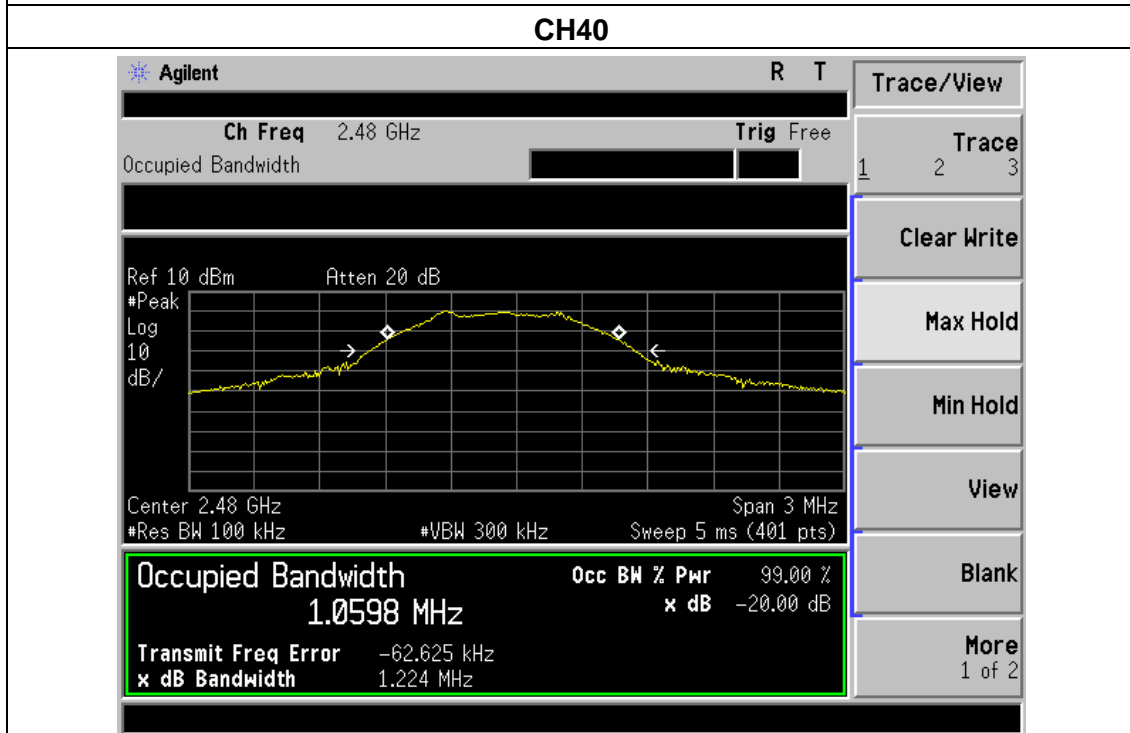 CH40
Agilent R T
Ch Freq 2.48 GHz Trig Free
Occupied Bandwidth
Ref 10 dBm Atten 20 dB
#Peak
Log
10
dB/
Center 2.48 GHz Span 3 MHz
#Res BW 100 kHz #VBW 300 kHz Sweep 5 ms (401 pts)
Occupied Bandwidth Occ BW % Pwr 99.00 %
1.0598 MHz x dB -20.00 dB
Transmit Freq Error -62.625 kHz
x dB Bandwidth 1.224 MHz
Trace/View
Trace
1 2 3
Clear Write
Max Hold
Min Hold
View
Blank
More
1 of 2